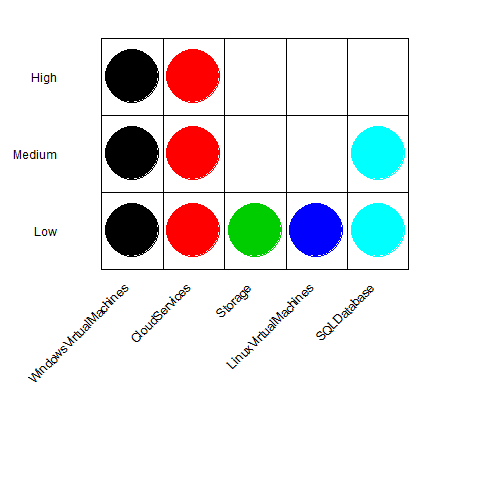 High
Medium
Low
WindowsVirtualMachines
CloudServices
Storage
LinuxVirtualMachines
SQLDatabase